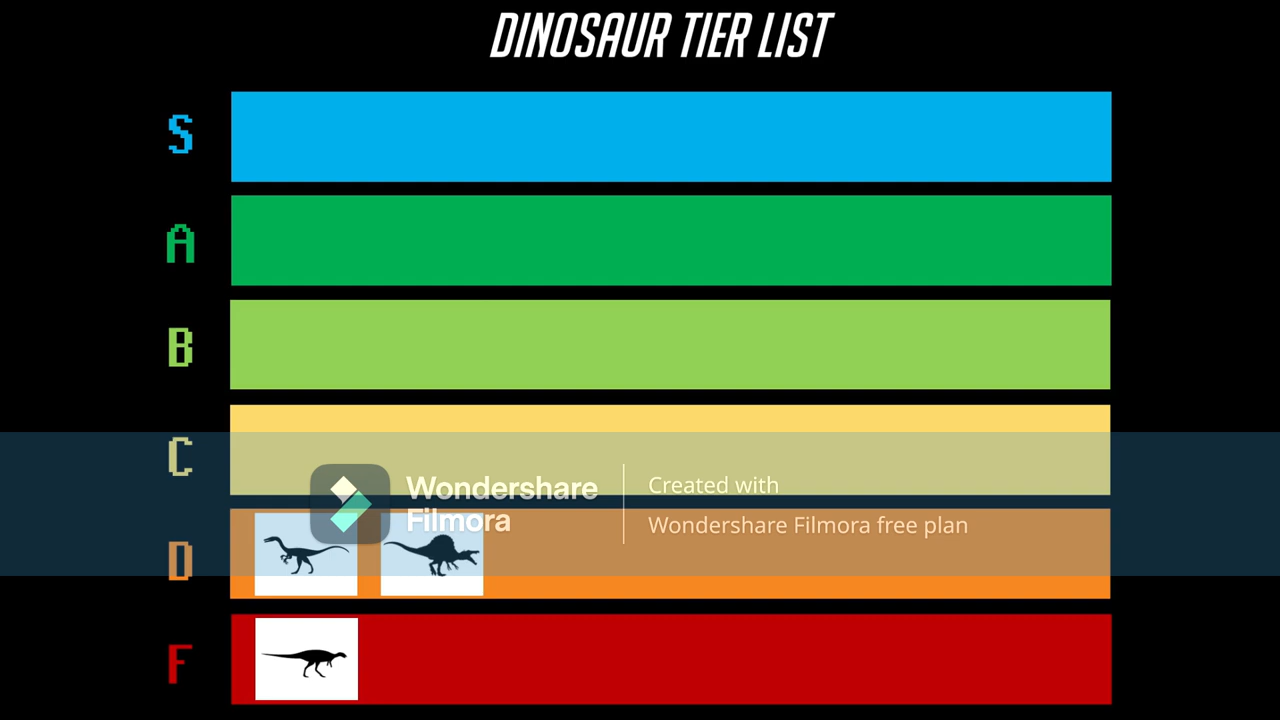 DINOSAUR TIER LIST
S
A
B
C
Wondershare
Filmora
Created with
Wondershare Filmora free plan
D
F